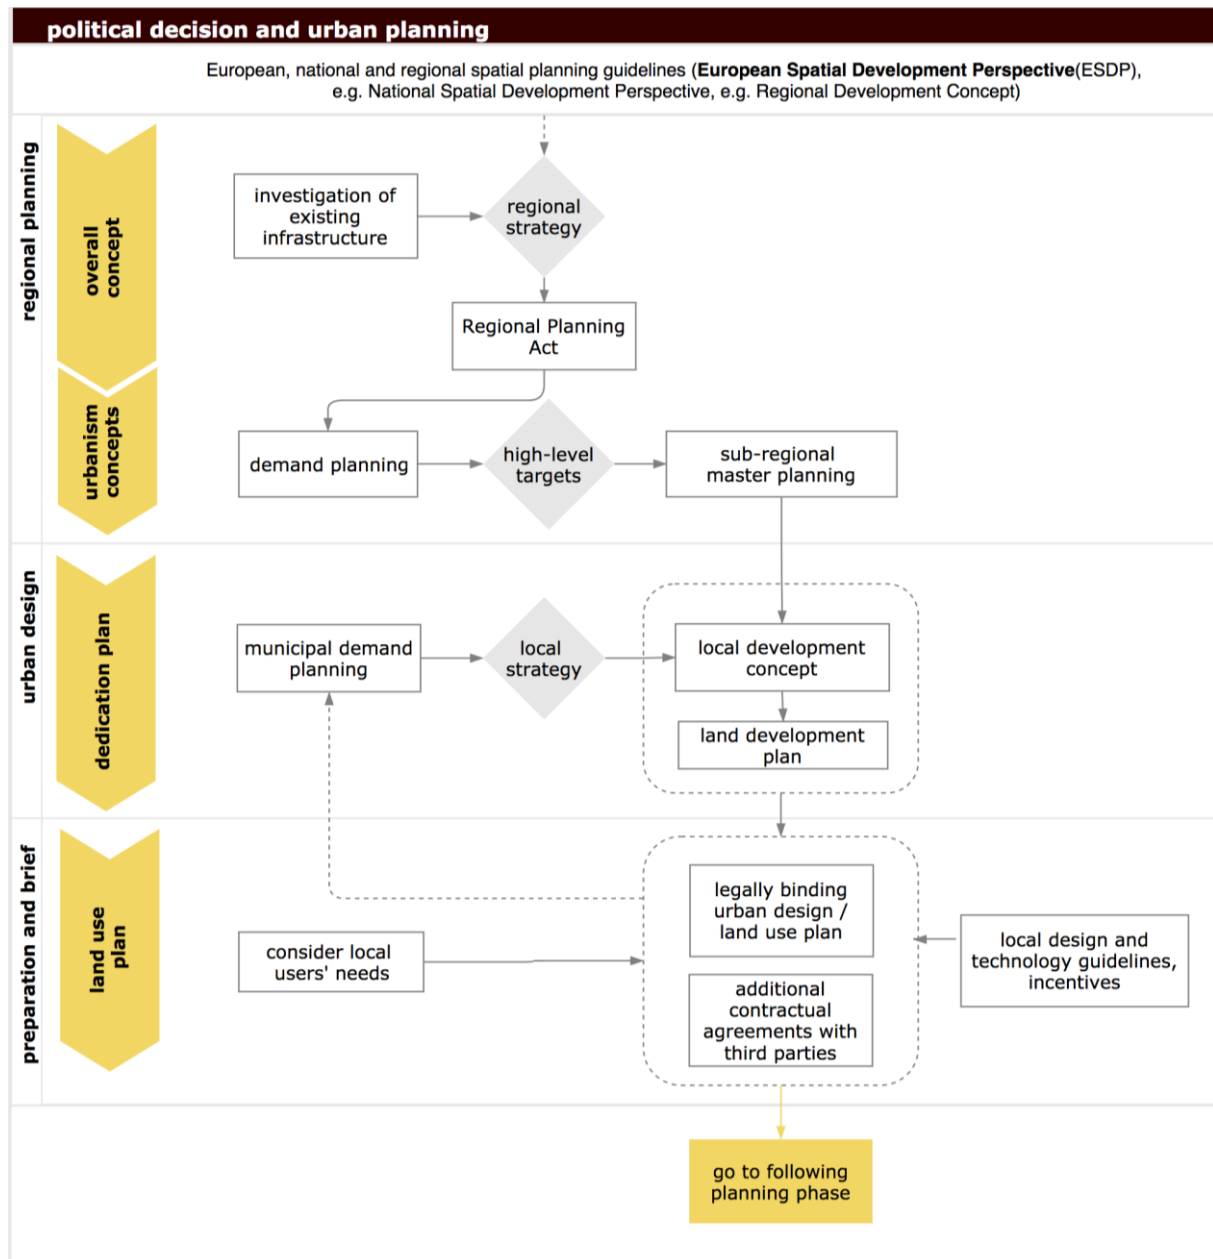 political decision and urban planning
European, national and regional spatial planning guidelines (European Spatial Development Perspective(ESDP),
e.g. National Spatial Development Perspective, e.g. Regional Development Concept)
regional planning
overall
concept
investigation of
existing
infrastructure
regional
strategy
Regional Planning
Act
urbanism
concepts
demand planning
high-level
targets
sub-regional
master planning
urban design
dedication plan
municipal demand
planning
local
strategy
local development
concept
land development
plan
preparation and brief
land use
plan
legally binding
urban design /
land use plan
consider local
users' needs
local design and
technology guidelines,
incentives
additional
contractual
agreements with
third parties
go to following
planning phase